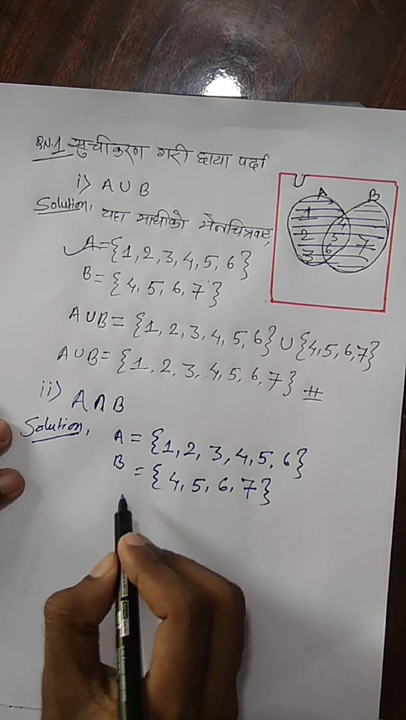 Q.N.1 सुचीकरण गरी छाया पर्दा
i) A ∪ B
Solution, यहा माथीको भेनचित्रबाट,
A = {1, 2, 3, 4, 5, 6}
B = {4, 5, 6, 7}
A∪B = {1, 2, 3, 4, 5, 6} ∪ {4,5,6,7}
A∪B = {1, 2, 3, 4, 5, 6, 7} #
U
A B
1 4
2 5 7
3 6
ii) A ∩ B
Solution, A = {1, 2, 3, 4, 5, 6}
B = {4, 5, 6, 7}